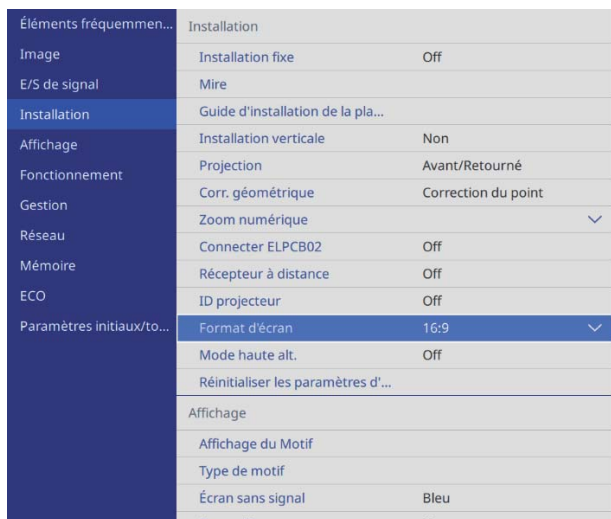 Éléments fréquemmen...
Image
E/S de signal
Installation
Affichage
Fonctionnement
Gestion
Réseau
Mémoire
ECO
Paramètres initiaux/to...
Installation
Installation fixe Off
Mire
Guide d'installation de la pla...
Installation verticale Non
Projection Avant/Retourné
Corr. géométrique Correction du point
Zoom numérique
Connecter ELPCB02 Off
Récepteur à distance Off
ID projecteur Off
Format d'écran 16:9
Mode haute alt. Off
Réinitialiser les paramètres d'...
Affichage
Affichage du Motif
Type de motif
Écran sans signal Bleu